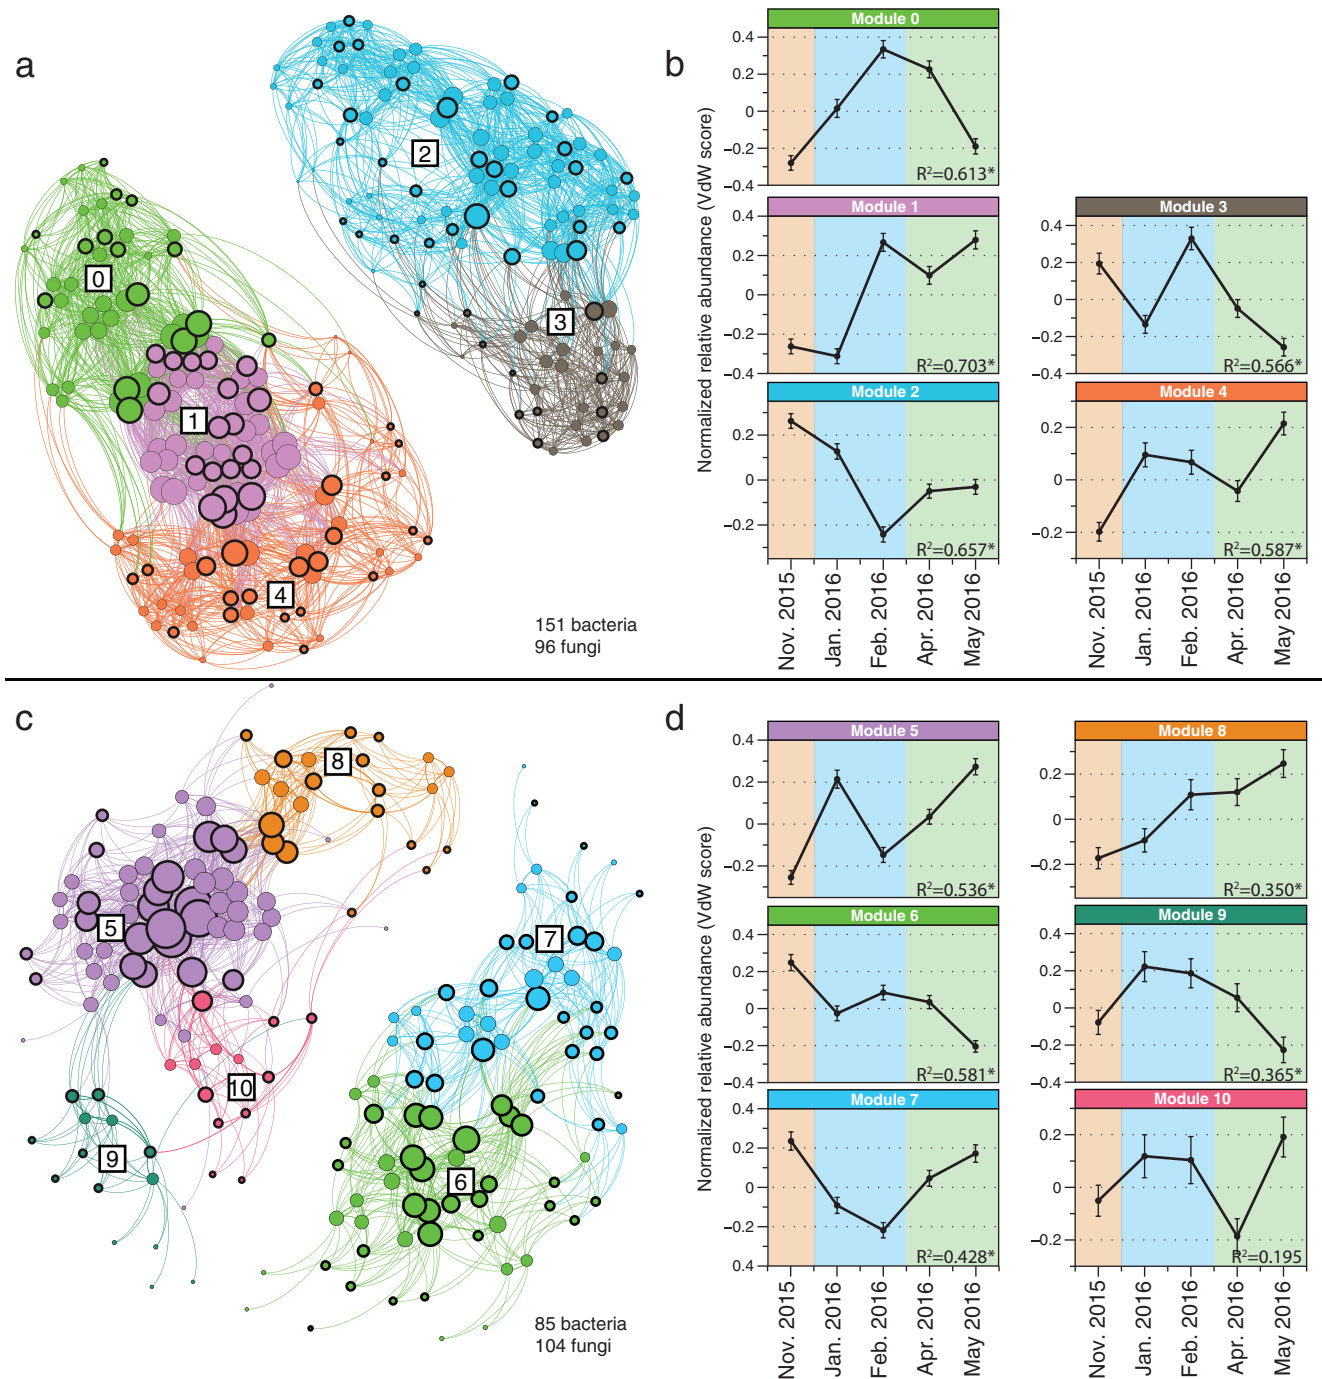 a
2
0
3
1
4
151 bacteria
96 fungi
b
Normalized relative abundance (VdW score)
Module 0
0.4
0.2
0
−0.2
−0.4
R²=0.613*
Module 1
0.4
0.2
0
−0.2
−0.4
R²=0.703*
Module 2
0.2
0
−0.2
R²=0.657*
Nov. 2015
Jan. 2016
Feb. 2016
Apr. 2016
May 2016
Module 3
0.4
0.2
0
−0.2
−0.4
R²=0.566*
Module 4
0.2
0
−0.2
R²=0.587*
Nov. 2015
Jan. 2016
Feb. 2016
Apr. 2016
May 2016
c
8
5
7
10
9
6
85 bacteria
104 fungi
d
Normalized relative abundance (VdW score)
Module 5
0.4
0.2
0
−0.2
R²=0.536*
Module 6
0.4
0.2
0
−0.2
−0.4
R²=0.581*
Module 7
0.4
0.2
0
−0.2
0.4
R²=0.428*
Nov. 2015
Jan. 2016
Feb. 2016
Apr. 2016
May 2016
Module 8
0.2
0
−0.2
R²=0.350*
Module 9
0.4
0.2
0
−0.2
−0.4
R²=0.365*
Module 10
0.2
0
−0.2
R²=0.195
Nov. 2015
Jan. 2016
Feb. 2016
Apr. 2016
May 2016